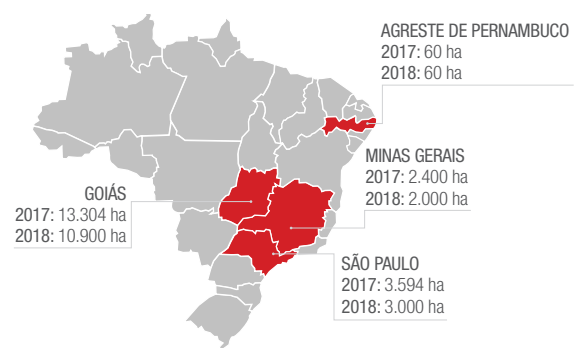 AGRESTE DE PERNAMBUCO
2017: 60 ha
2018: 60 ha
MINAS GERAIS
2017: 2.400 ha
2018: 2.000 ha
GOIÁS
2017: 13.304 ha
2018: 10.900 ha
SÃO PAULO
2017: 3.594 ha
2018: 3.000 ha